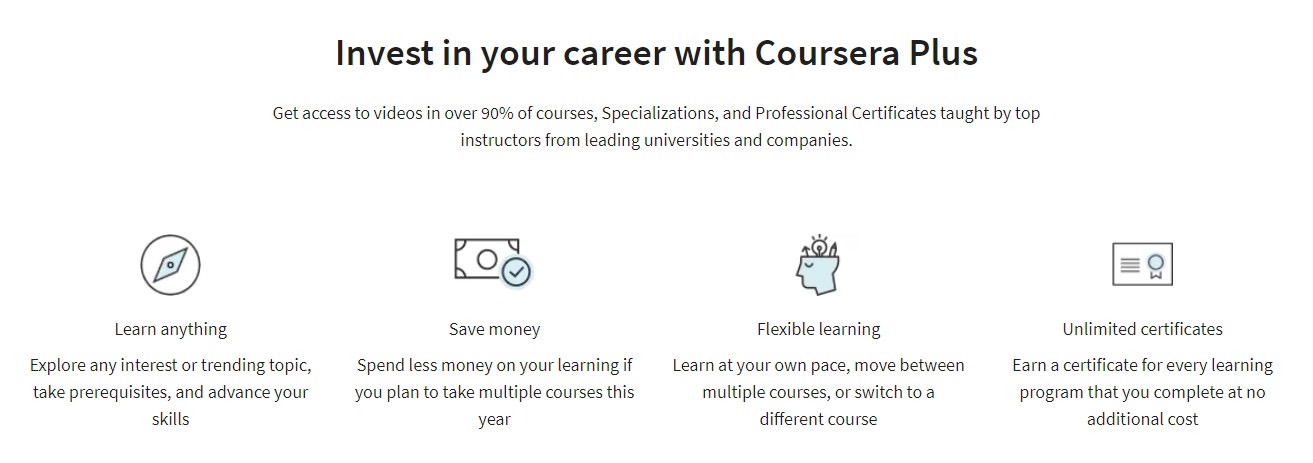 Invest in your career with Coursera Plus
Get access to videos in over 90% of courses, Specializations, and Professional Certificates taught by top
instructors from leading universities and companies.
Learn anything
Explore any interest or trending topic,
take prerequisites, and advance your
skills
Save money
Spend less money on your learning if
you plan to take multiple courses this
year
Flexible learning
Learn at your own pace, move between
multiple courses, or switch to a
different course
Unlimited certificates
Earn a certificate for every learning
program that you complete at no
additional cost